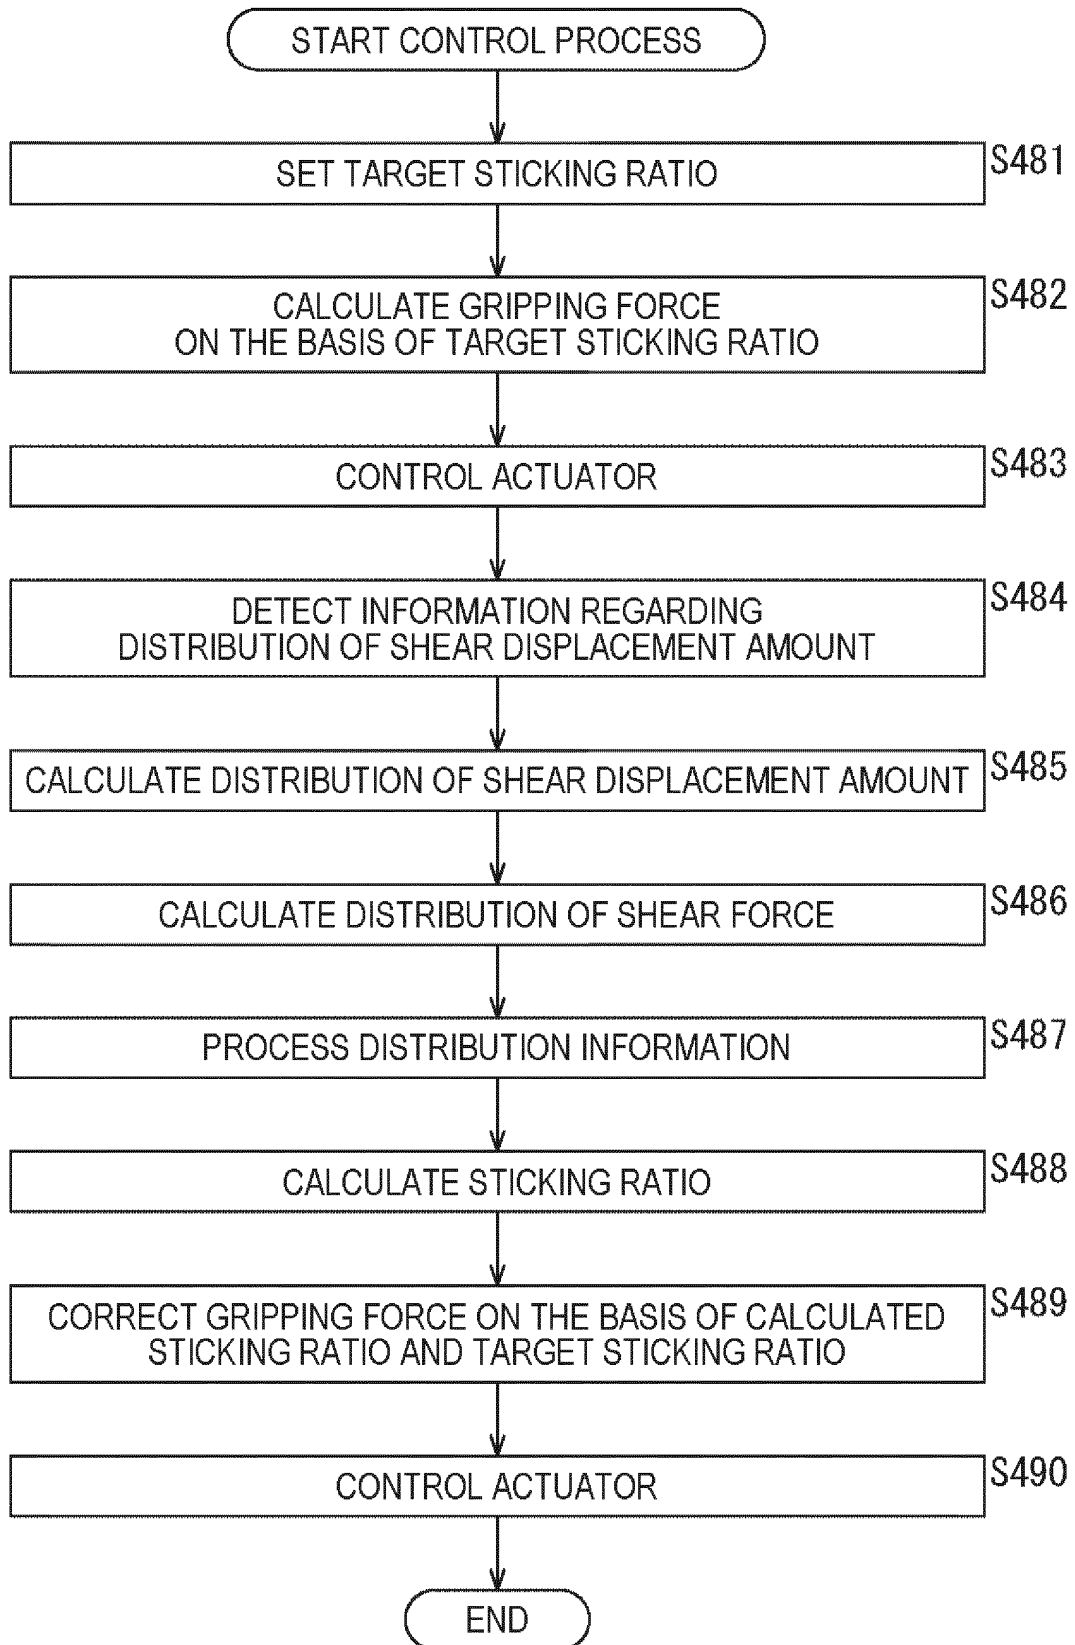 START CONTROL PROCESS
SET TARGET STICKING RATIO
S481
CALCULATE GRIPPING FORCE
ON THE BASIS OF TARGET STICKING RATIO
S482
CONTROL ACTUATOR
S483
DETECT INFORMATION REGARDING
DISTRIBUTION OF SHEAR DISPLACEMENT AMOUNT
S484
CALCULATE DISTRIBUTION OF SHEAR DISPLACEMENT AMOUNT
S485
CALCULATE DISTRIBUTION OF SHEAR FORCE
S486
PROCESS DISTRIBUTION INFORMATION
S487
CALCULATE STICKING RATIO
S488
CORRECT GRIPPING FORCE ON THE BASIS OF CALCULATED
STICKING RATIO AND TARGET STICKING RATIO
S489
CONTROL ACTUATOR
S490
END